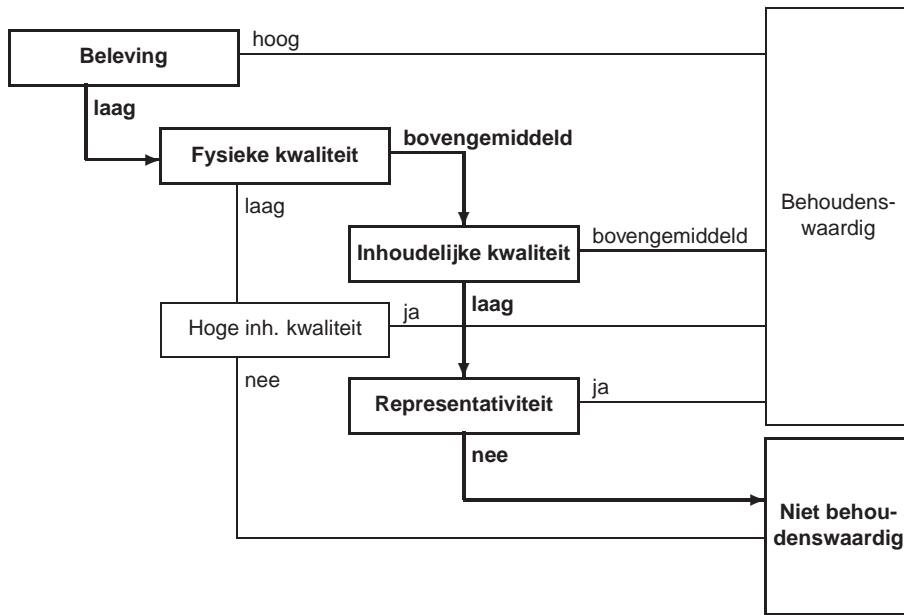 hoog
Beleving
laag
bovengemiddeld
Fysieke kwaliteit
laag
Behoudens-
waardig
bovengemiddeld
Inhoudelijke kwaliteit
laag
ja
Hoge inh. kwaliteit
nee
ja
Representativiteit
nee
Niet behou-
denswaardig